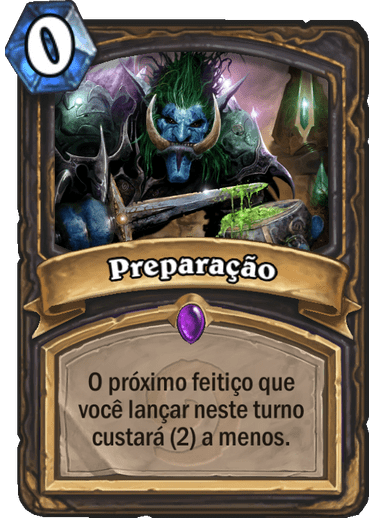 0
Preparação
O próximo feitiço que
você lançar neste turno
custará (2) a menos.